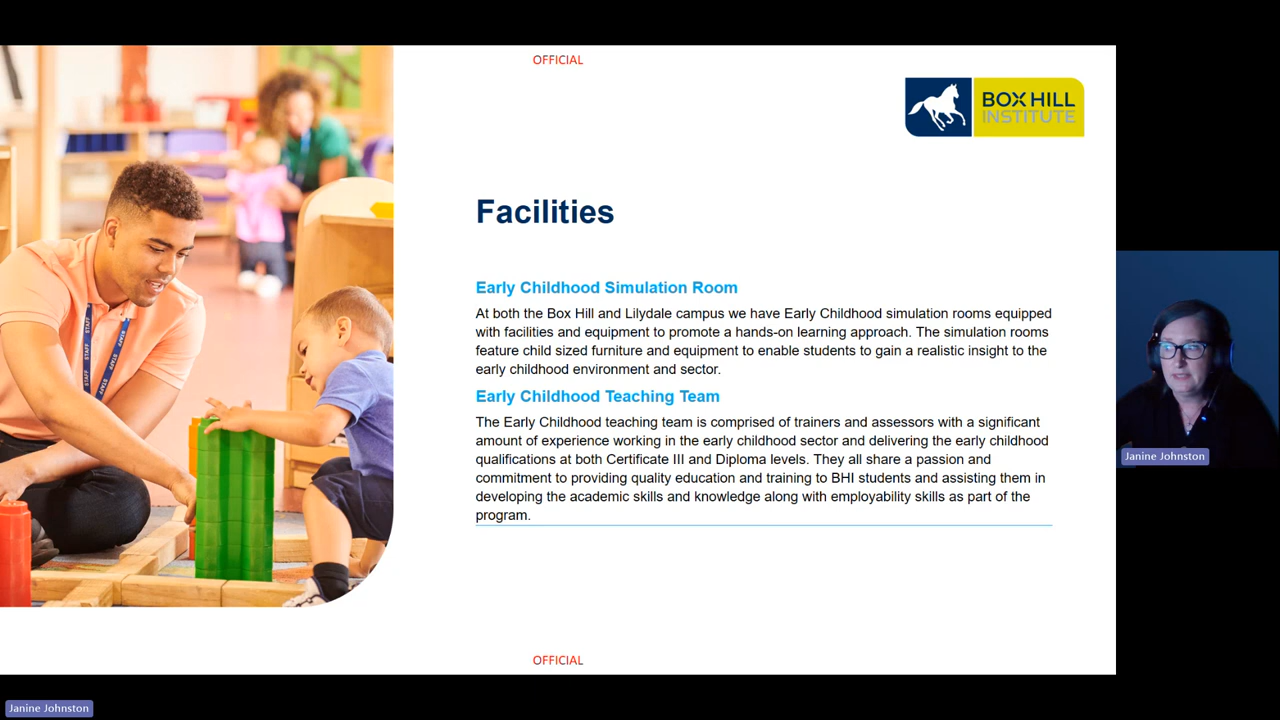 OFFICIAL
BOX HILL
INSTITUTE
Facilities
Early Childhood Simulation Room
At both the Box Hill and Lilydale campus we have Early Childhood simulation rooms equipped
with facilities and equipment to promote a hands-on learning approach. The simulation rooms
feature child sized furniture and equipment to enable students to gain a realistic insight to the
early childhood environment and sector.
Early Childhood Teaching Team
The Early Childhood teaching team is comprised of trainers and assessors with a significant
amount of experience working in the early childhood sector and delivering the early childhood
qualifications at both Certificate III and Diploma levels. They all share a passion and
commitment to providing quality education and training to BHI students and assisting them in
developing the academic skills and knowledge along with employability skills as part of the
program.
STAFF
STAFF
STAFF
Janine Johnston
OFFICIAL
Janine Johnston